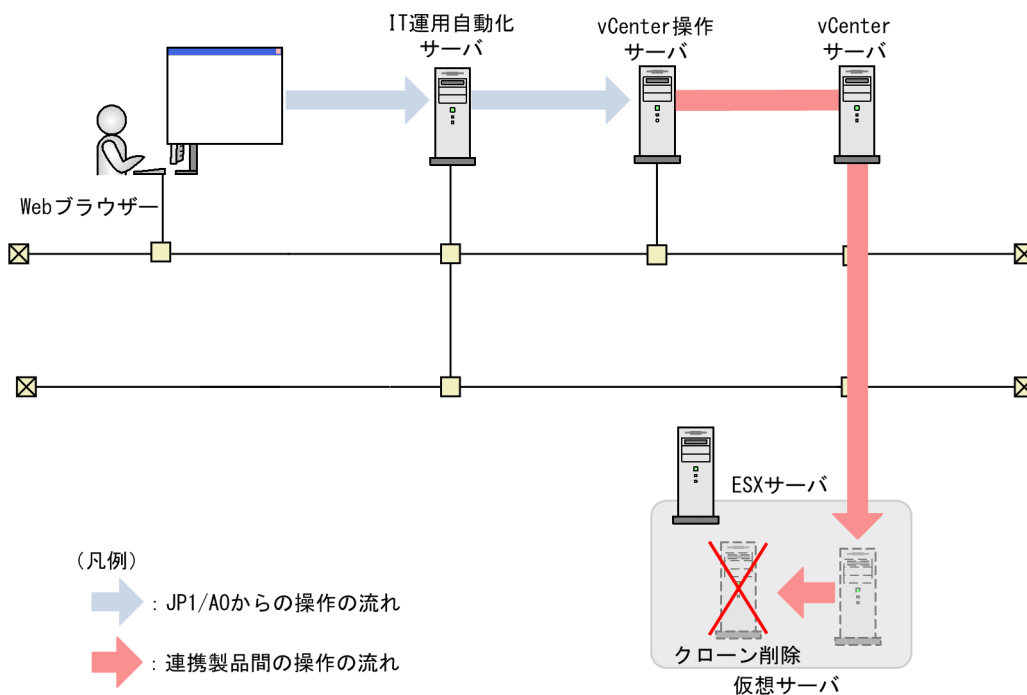 IT運用自動化
サーバ
vCenter操作
サーバ
vCenter
サーバ
Webブラウザー
ESXサーバ
クローン削除
仮想サーバ
(凡例)
：JP1/AOからの操作の流れ
：連携製品間の操作の流れ